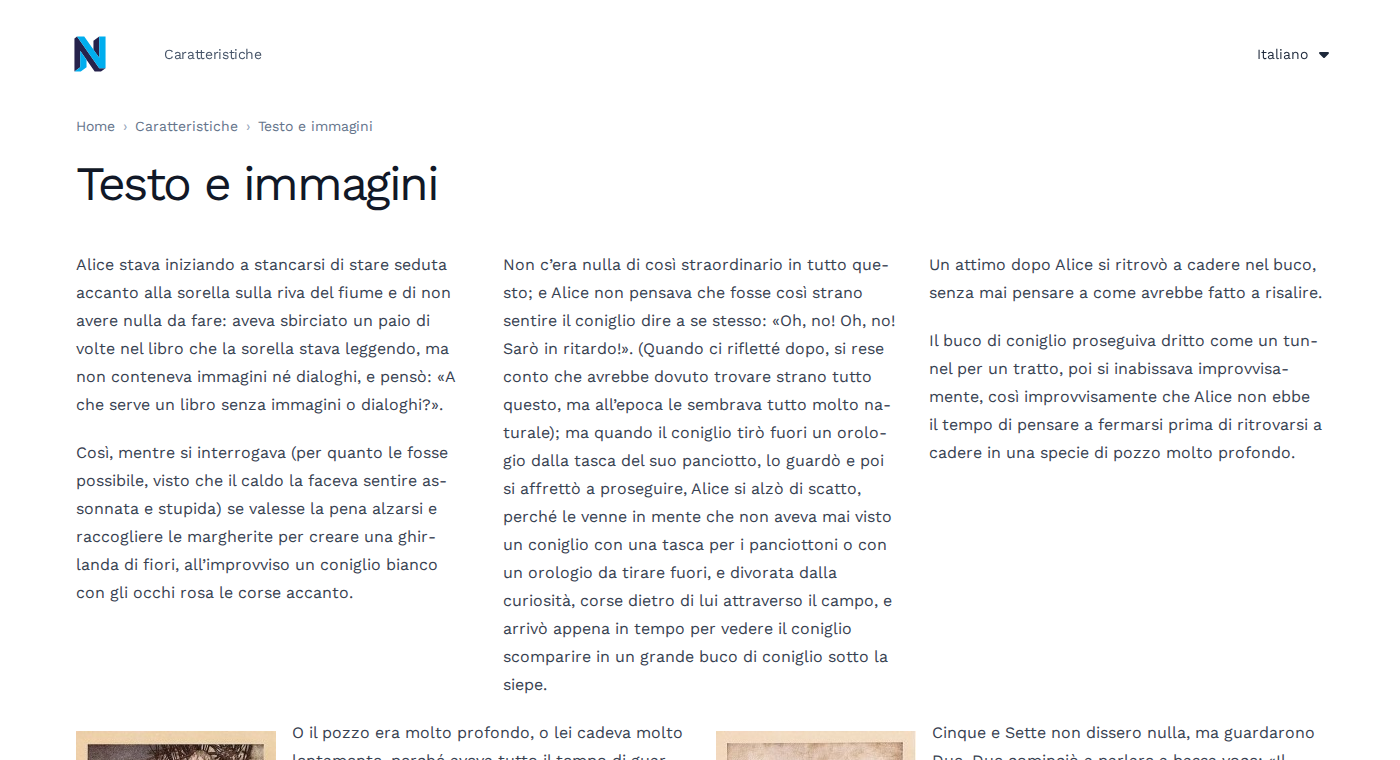 Caratteristiche
Italiano
Home › Caratteristiche › Testo e immagini
Testo e immagini
Alice stava iniziando a stancarsi di stare seduta
accanto alla sorella sulla riva del fiume e di non
avere nulla da fare: aveva sbirciato un paio di
volte nel libro che la sorella stava leggendo, ma
non conteneva immagini né dialoghi, e pensò: «A
che serve un libro senza immagini o dialoghi?».
Così, mentre si interrogava (per quanto le fosse
possibile, visto che il caldo la faceva sentire as-
sonnata e stupida) se valesse la pena alzarsi e
raccogliere le margherite per creare una ghir-
landa di fiori, all’improvviso un coniglio bianco
con gli occhi rosa le corse accanto.
Non c’era nulla di così straordinario in tutto que-
sto; e Alice non pensava che fosse così strano
sentire il coniglio dire a se stesso: «Oh, no! Oh, no!
Sarò in ritardo!». (Quando ci rifletté dopo, si rese
conto che avrebbe dovuto trovare strano tutto
questo, ma all’epoca le sembrava tutto molto na-
turale); ma quando il coniglio tirò fuori un orolo-
gio dalla tasca del suo panciotto, lo guardò e poi
si affrettò a proseguire, Alice si alzò di scatto,
perché le venne in mente che non aveva mai visto
un coniglio con una tasca per i panciottoni o con
un orologio da tirare fuori, e divorata dalla
curiosità, corse dietro di lui attraverso il campo, e
arrivò appena in tempo per vedere il coniglio
scomparire in un grande buco di coniglio sotto la
siepe.
Un attimo dopo Alice si ritrovò a cadere nel buco,
senza mai pensare a come avrebbe fatto a risalire.
Il buco di coniglio proseguiva dritto come un tun-
nel per un tratto, poi si inabissava improvvisa-
mente, così improvvisamente che Alice non ebbe
il tempo di pensare a fermarsi prima di ritrovarsi a
cadere in una specie di pozzo molto profondo.
O il pozzo era molto profondo, o lei cadeva molto
lentamente, perché aveva tutto il tempo di guar-
Cinque e Sette non dissero nulla, ma guardarono
Due. Due cominciò a parlare a bassa voce: «Il